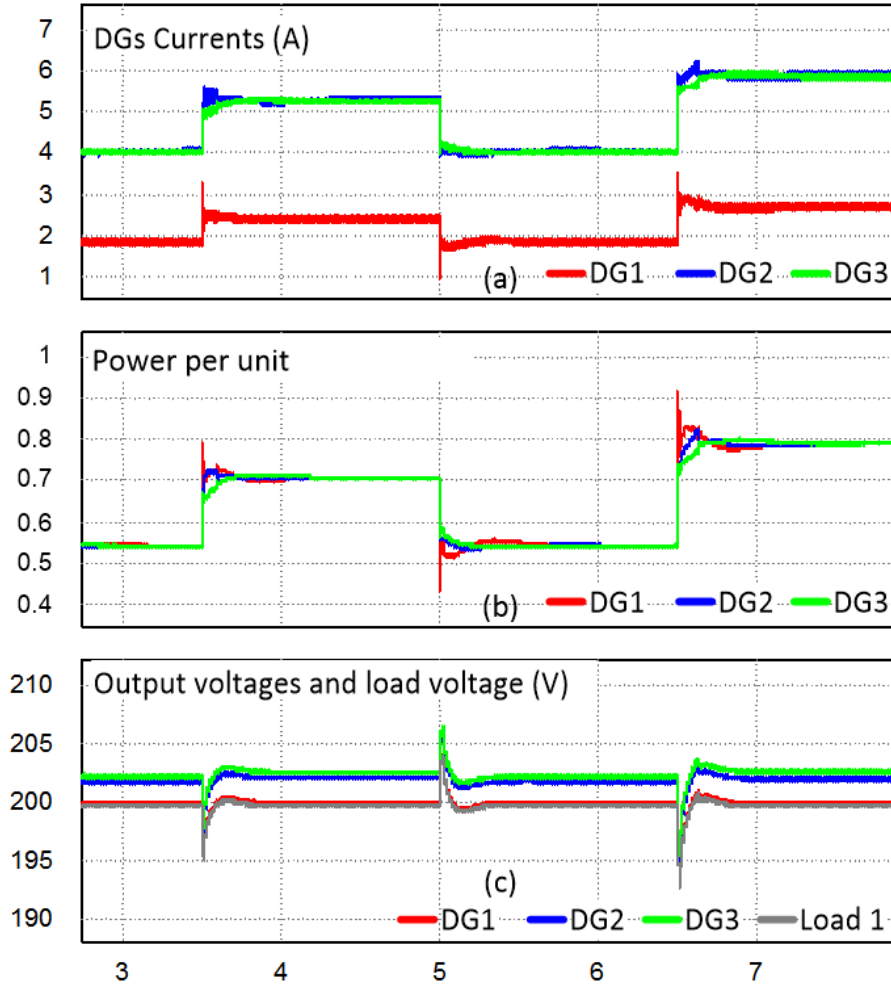 7
DGs Currents (A)
6
5
4
3
2
1
(a) DG1 DG2 DG3
1
Power per unit
0.9
0.8
0.7
0.6
0.5
0.4
(b) DG1 DG2 DG3
210
Output voltages and load voltage (V)
205
200
195
(c)
190
DG1 DG2 DG3 Load 1
3 4 5 6 7